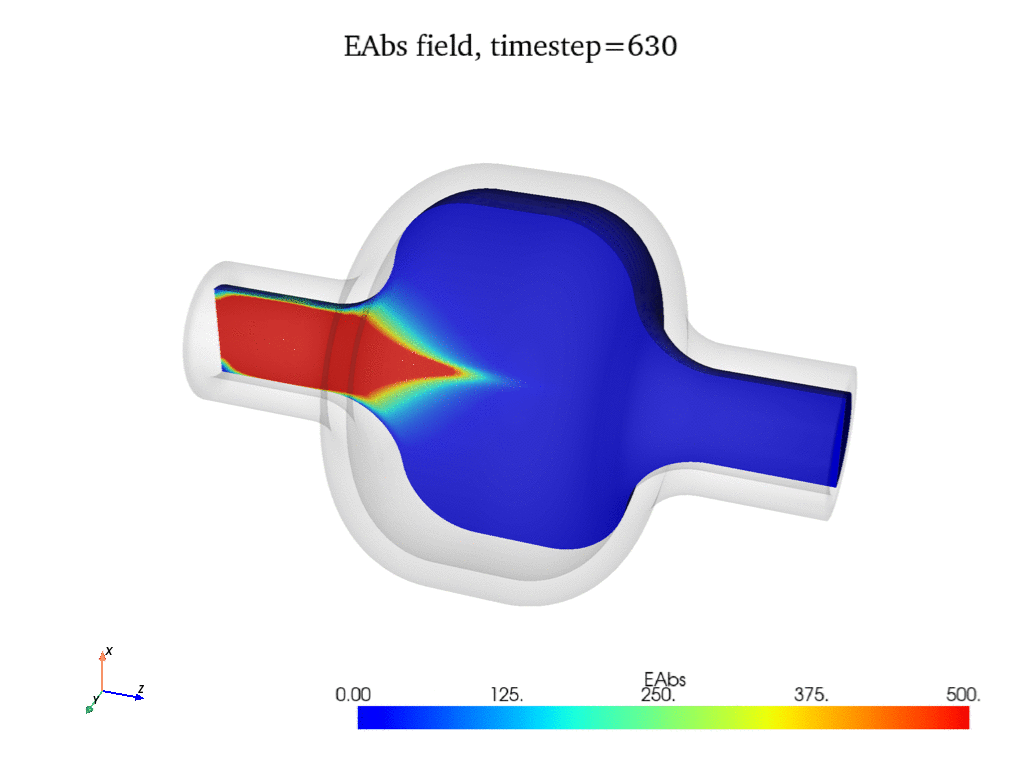 EAbs field, timestep=630
X
Z
Y
EAbs
0.00 125. 250. 375. 500.